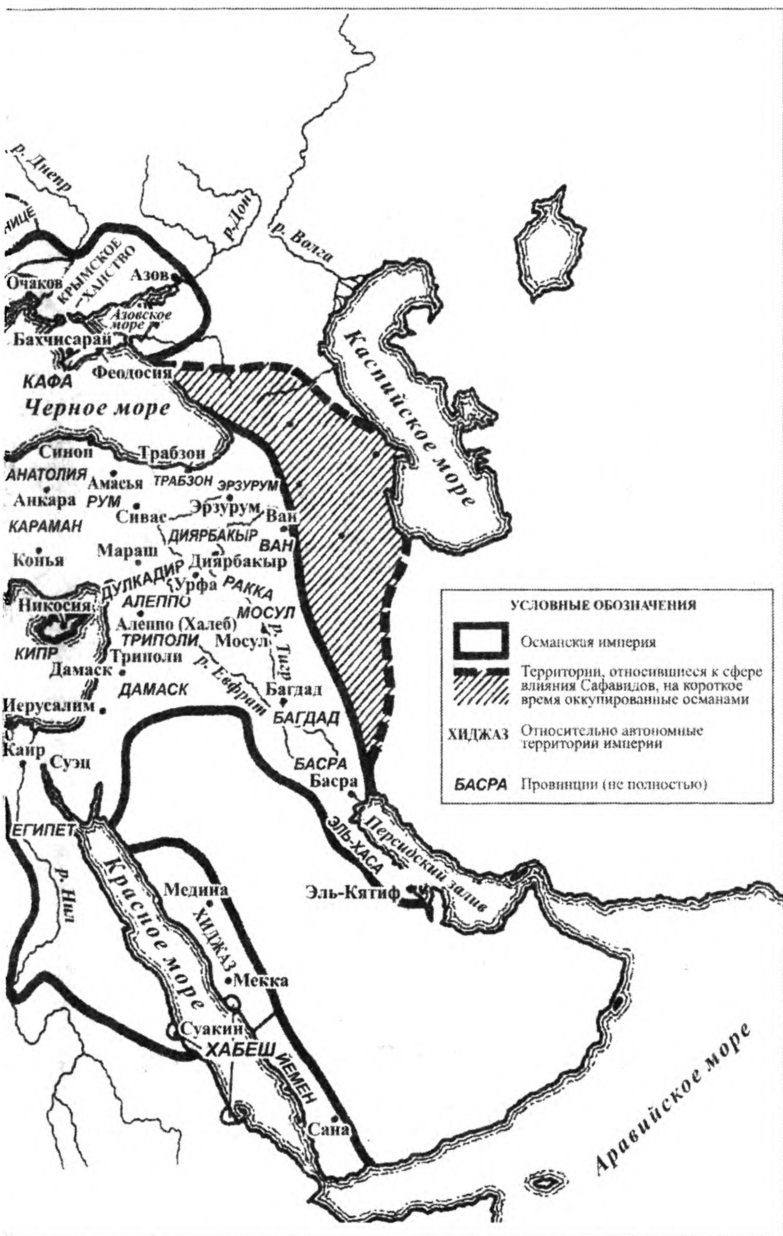 р. Днепр
НИЦЕ
р. Дон
р. Волга
КРЫМСКОЕ
ХАНСТВО
Очаков
Азов
Азовское
море
Бахчисарай
Феодосия
КАФА
Каспийское море
Черное море
Синоп
Трабзон
АНАТОЛИЯ
Амасья
ТРАБЗОН
ЭРЗУРУМ
Анкара
РУМ
Эрзурум
Сивас
Ван
КАРАМАН
ДИЯРБАКЫР
ВАН
Конья
Мараш
Диярбакыр
ДУЛКАДИР
Урфа
РАККА
Никосия
АЛЕППО
МОСУЛ
Алеппо (Халеб)
ТРИПОЛИ
Мосул
р. Тигр
КИПР
Дамаск
Триполи
р. Евфрат
ДАМАСК
Багдад
Иерусалим
БАГДАД
Каир
Суэц
БАСРА
Басра
ЕГИПЕТ
ЭЛЬ-ХАСА
Персидский залив
р. Нил
Красное море
Медина
Эль-Кятиф
ХИДЖАЗ
Мекка
Суакин
ХАБЕШ
ЙЕМЕН
Сана
Аравийское море
УСЛОВНЫЕ ОБОЗНАЧЕНИЯ
Османская империя
Территории, относившиеся к сфере
влияния Сафавидов, на короткое
время оккупированные османами
ХИДЖАЗ Относительно автономные
территории империи
БАСРА Провинции (не полностью)